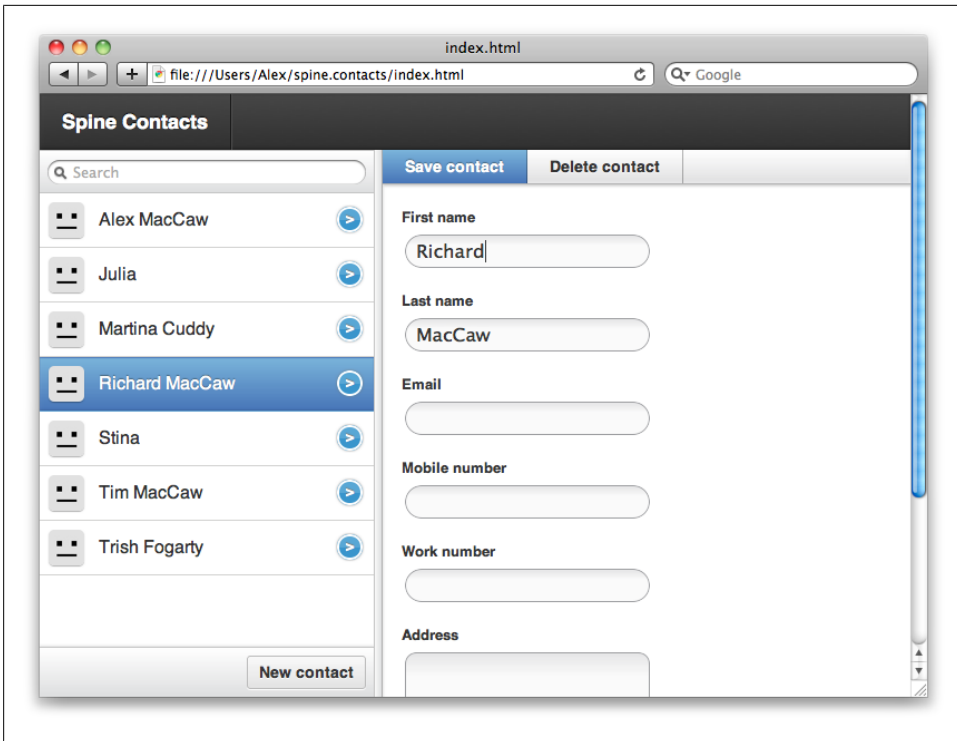 index.html
file:///Users/Alex/spine.contacts/index.html
Google
Spine Contacts
Search
Alex MacCaw
Julia
Martina Cuddy
Richard MacCaw
Stina
Tim MacCaw
Trish Fogarty
New contact
Save contact
Delete contact
First name
Richard
Last name
MacCaw
Email
Mobile number
Work number
Address